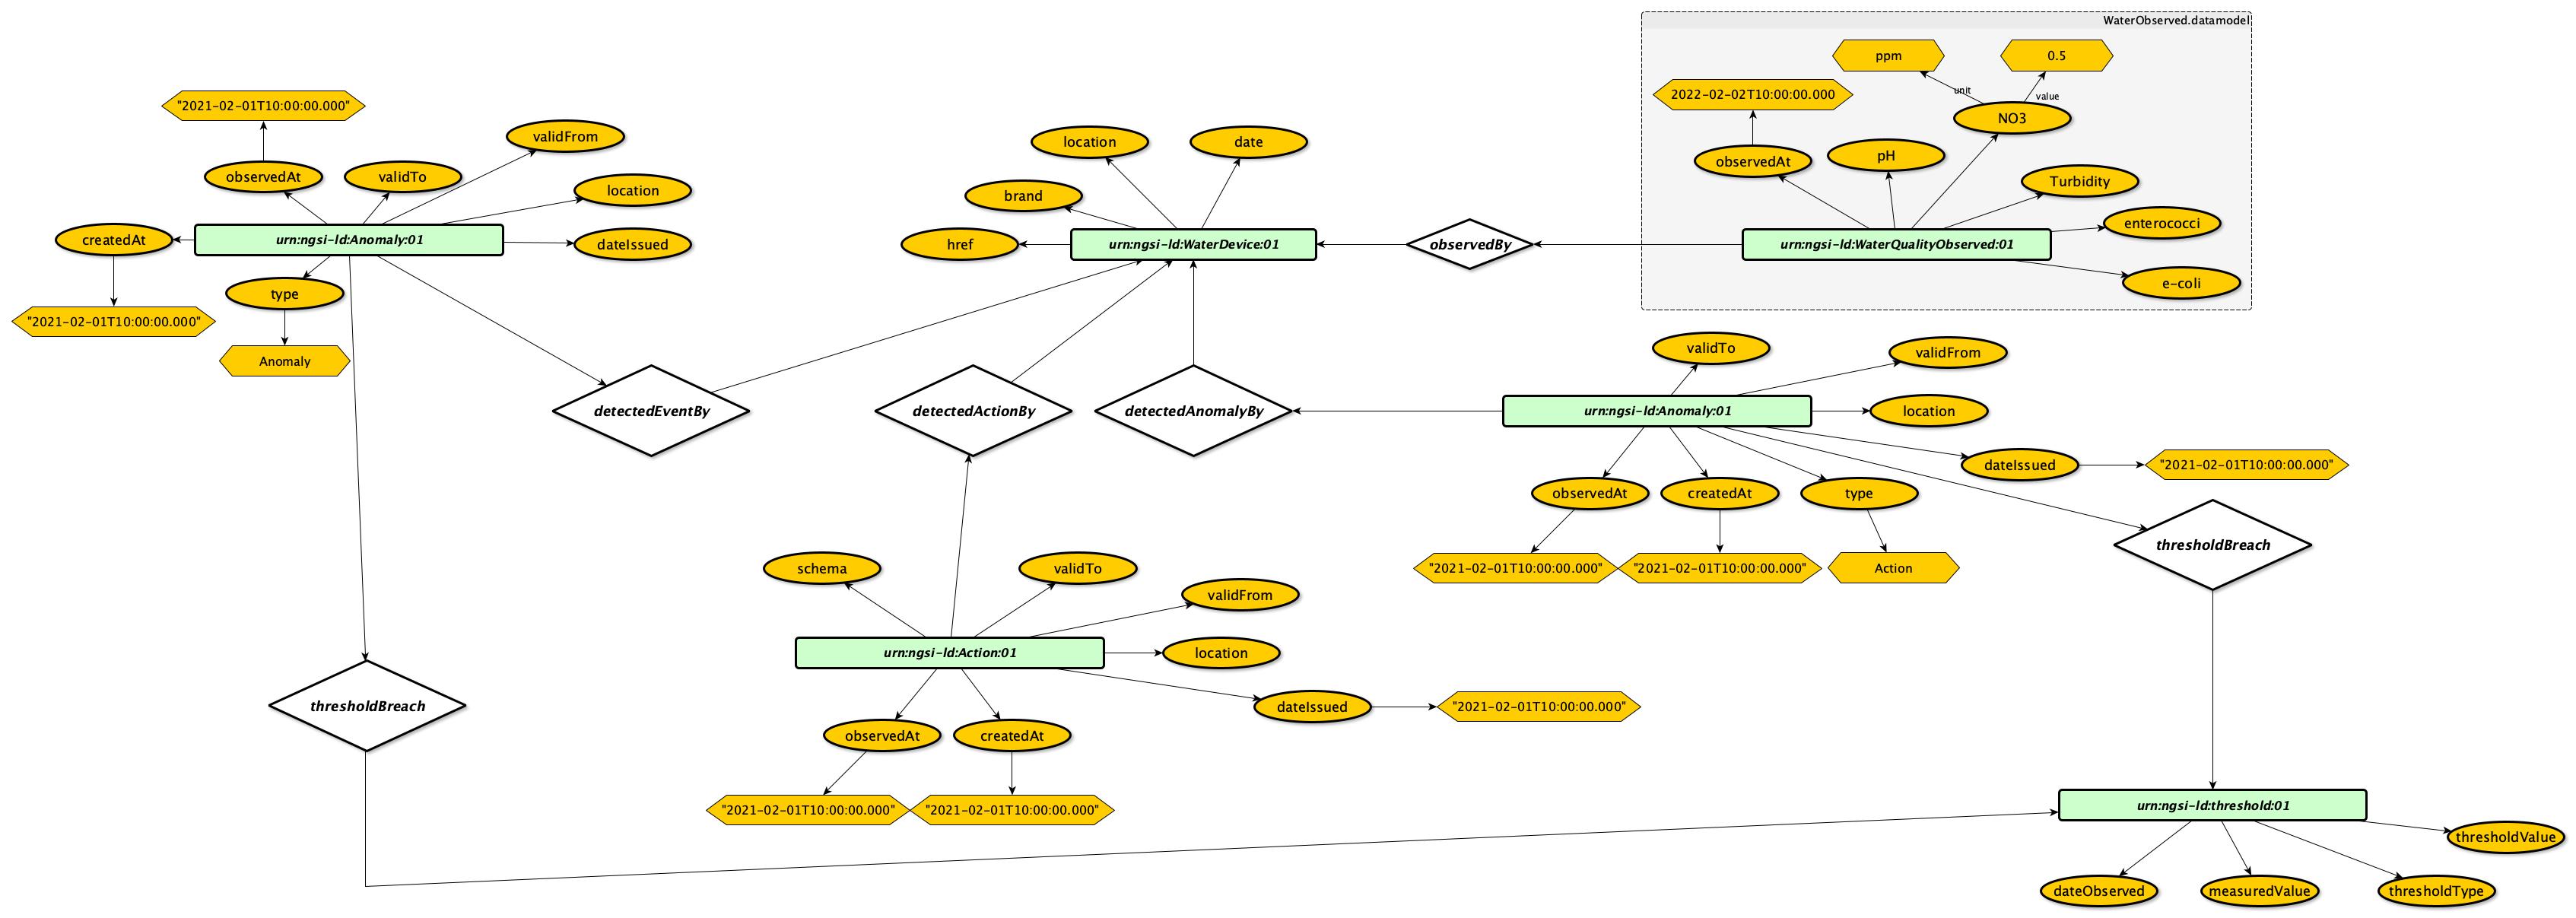 WaterObserved.datamodel
ppm
0.5
unit
value
2022-02-02T10:00:00.000
NO3
observedAt
pH
Turbidity
enterococci
urn:ngsi-ld:WaterQualityObserved:01
e-coli
"2021-02-01T10:00:00.000"
validFrom
observedAt
validTo
location
createdAt
urn:ngsi-ld:Anomaly:01
dateIssued
type
"2021-02-01T10:00:00.000"
Anomaly
location
date
brand
href
urn:ngsi-ld:WaterDevice:01
observedBy
detectedEventBy
detectedActionBy
detectedAnomalyBy
validTo
validFrom
urn:ngsi-ld:Anomaly:01
location
dateIssued
"2021-02-01T10:00:00.000"
observedAt
createdAt
type
"2021-02-01T10:00:00.000"
"2021-02-01T10:00:00.000"
Action
thresholdBreach
schema
validTo
validFrom
urn:ngsi-ld:Action:01
location
dateIssued
"2021-02-01T10:00:00.000"
observedAt
createdAt
"2021-02-01T10:00:00.000"
"2021-02-01T10:00:00.000"
thresholdBreach
urn:ngsi-ld:threshold:01
thresholdValue
dateObserved
measuredValue
thresholdType